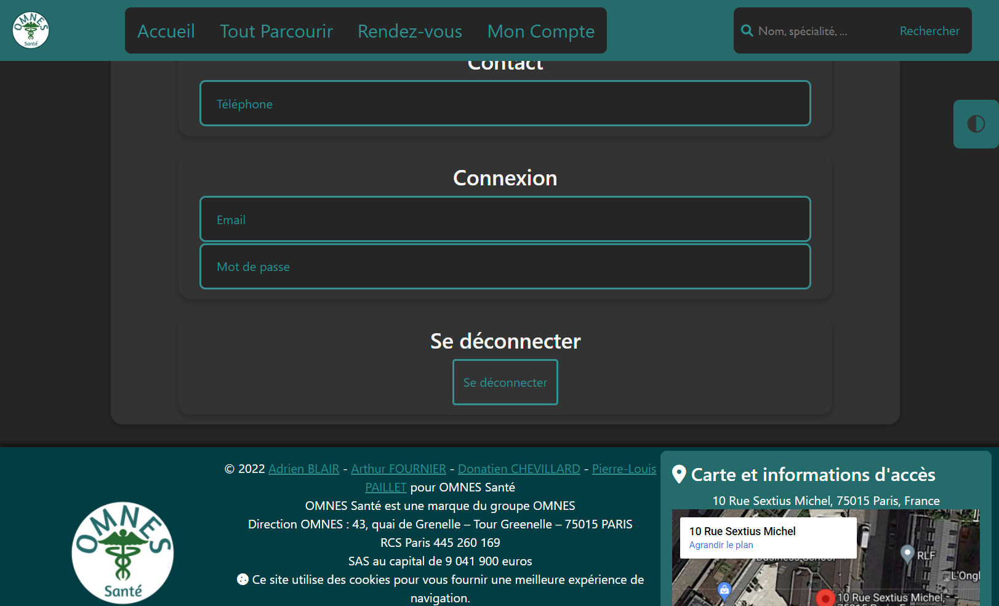 OMNES
Santé
Accueil
Tout Parcourir
Rendez-vous
Mon Compte
Nom, spécialité, ...
Rechercher
Contact
Téléphone
Connexion
Email
Mot de passe
Se déconnecter
Se déconnecter
OMNES
Santé
© 2022 Adrien BLAIR - Arthur FOURNIER - Donatien CHEVILLARD - Pierre-Louis
PAILLET pour OMNES Santé
OMNES Santé est une marque du groupe OMNES
Direction OMNES : 43, quai de Grenelle – Tour Greenelle – 75015 PARIS
RCS Paris 445 260 169
SAS au capital de 9 041 900 euros
Ce site utilise des cookies pour vous fournir une meilleure expérience de
navigation.
Carte et informations d'accès
10 Rue Sextius Michel, 75015 Paris, France
10 Rue Sextius Michel
Agrandir le plan
Business School
RLF
L'Ongl
10 Rue Sextius Michel,
75015 Paris, France